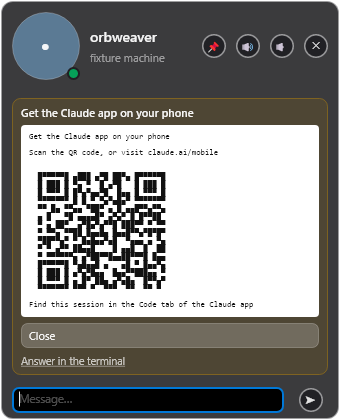 orbweaver
fixture machine
Get the Claude app on your phone
Get the Claude app on your phone
Scan the QR code, or visit claude.ai/mobile
Find this session in the Code tab of the Claude app
Close
Answer in the terminal
Message...